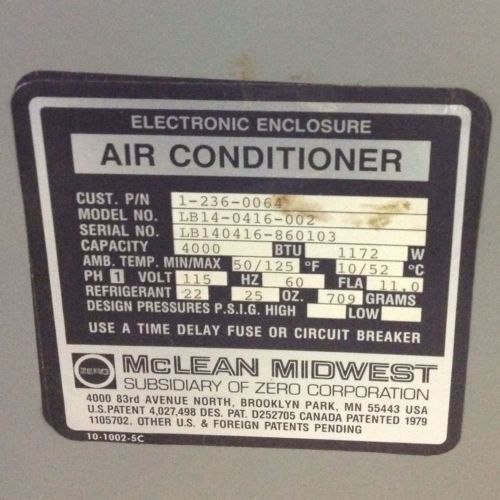 ELECTRONIC ENCLOSURE
AIR CONDITIONER
CUST. P/N 1-236-0064
MODEL NO. LB14-0416-002
SERIAL NO. LB140416-860103
CAPACITY 4000 BTU 1172 W
AMB. TEMP. MIN/MAX 50/125 °F 10/52 °C
PH 1 VOLT 115 HZ 60 FLA 11.0
REFRIGERANT 22 25 OZ. 709 GRAMS
DESIGN PRESSURES P.S.I.G. HIGH LOW
USE A TIME DELAY FUSE OR CIRCUIT BREAKER
ZERO McLEAN MIDWEST
SUBSIDIARY OF ZERO CORPORATION
4000 83rd AVENUE NORTH, BROOKLYN PARK, MN 55443 USA
U.S.PATENT 4,027,498 DES. PAT. D252705 CANADA PATENTED 1979
1105702. OTHER U.S. & FOREIGN PATENTS PENDING
10-1002-5C